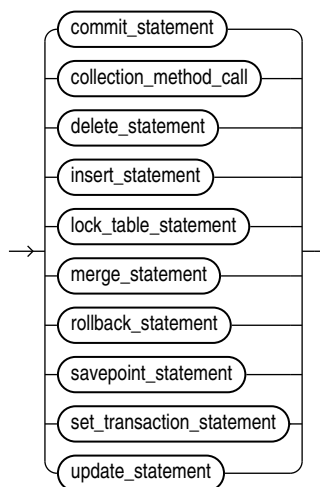 commit_statement
collection_method_call
delete_statement
insert_statement
lock_table_statement
merge_statement
rollback_statement
savepoint_statement
set_transaction_statement
update_statement